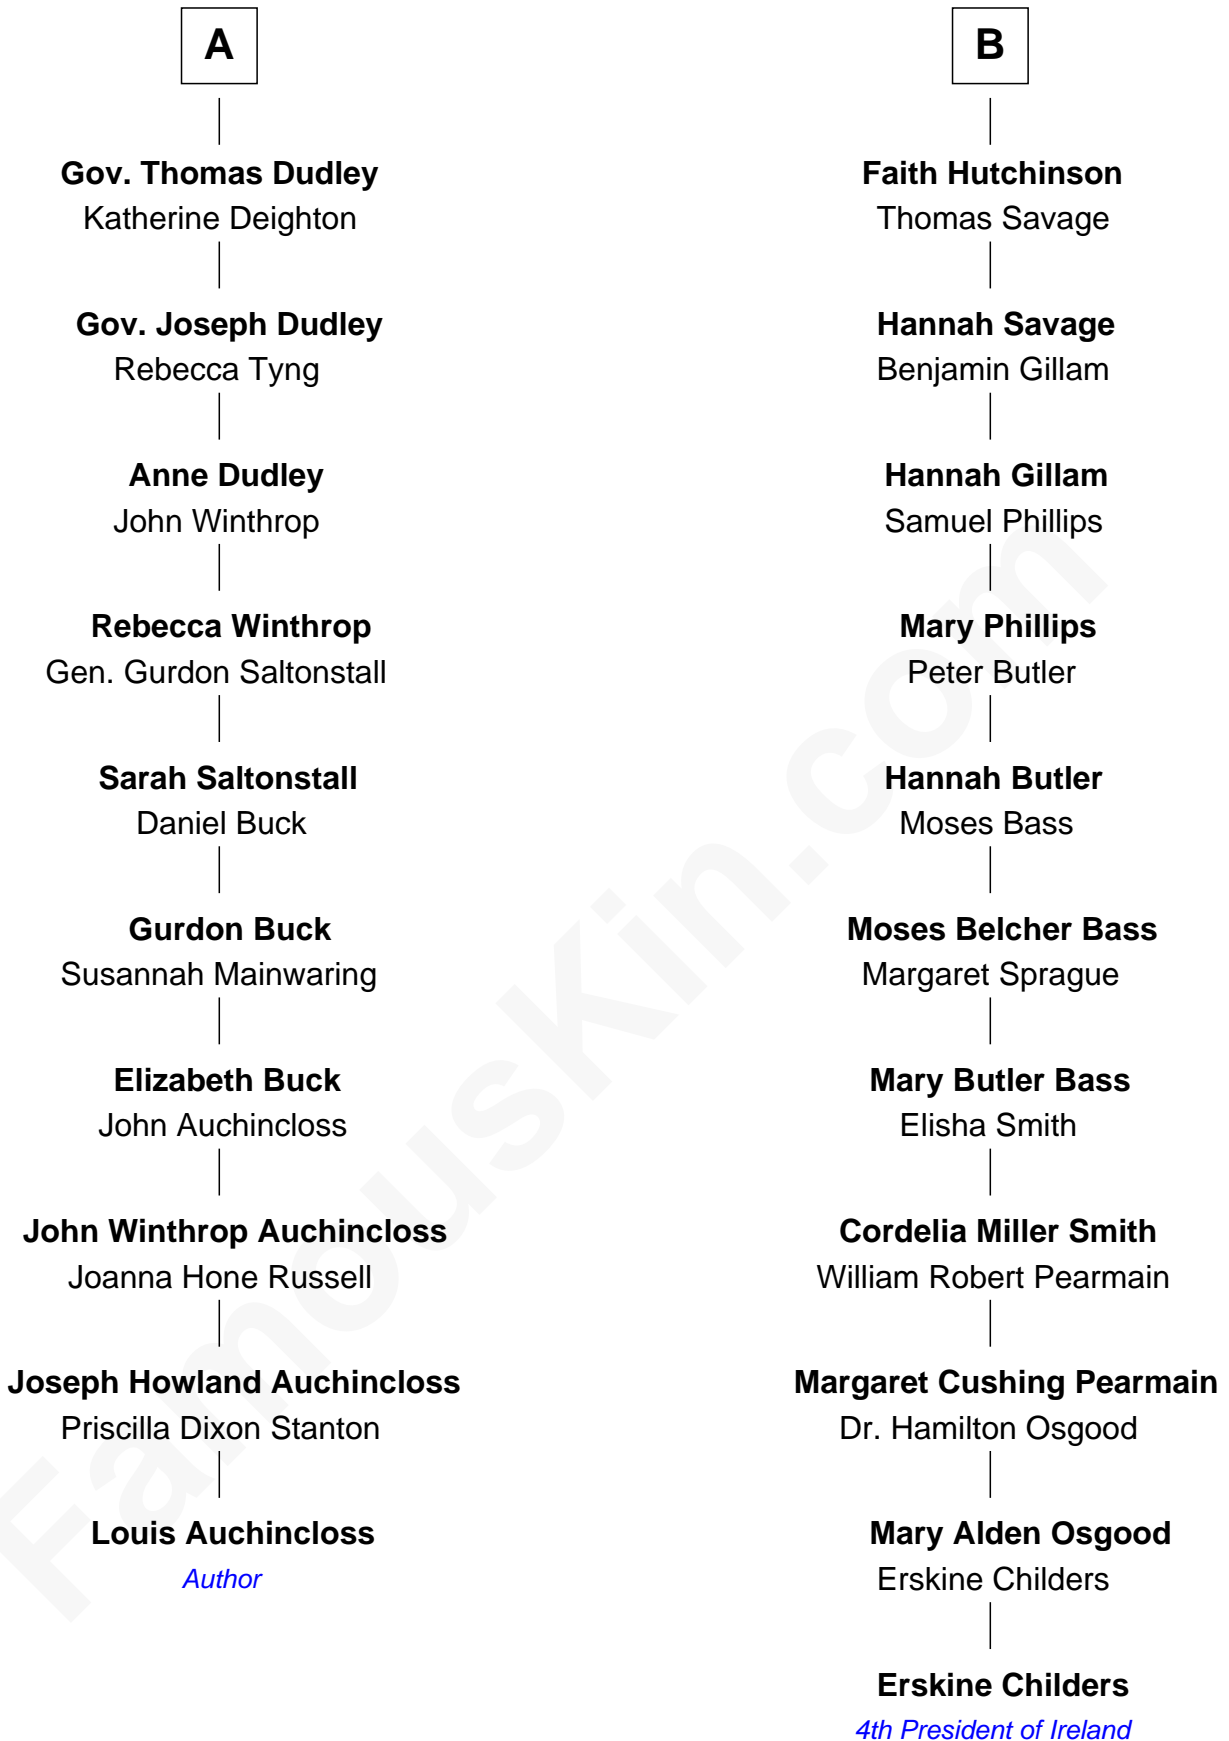 A
Gov. Thomas Dudley
Katherine Deighton
Gov. Joseph Dudley
Rebecca Tyng
Anne Dudley
John Winthrop
Rebecca Winthrop
Gen. Gurdon Saltonstall
Sarah Saltonstall
Daniel Buck
Gurdon Buck
Susannah Mainwaring
Elizabeth Buck
John Auchincloss
John Winthrop Auchincloss
Joanna Hone Russell
Joseph Howland Auchincloss
Priscilla Dixon Stanton
Louis Auchincloss
Author
B
Faith Hutchinson
Thomas Savage
Hannah Savage
Benjamin Gillam
Hannah Gillam
Samuel Phillips
Mary Phillips
Peter Butler
Hannah Butler
Moses Bass
Moses Belcher Bass
Margaret Sprague
Mary Butler Bass
Elisha Smith
Cordelia Miller Smith
William Robert Pearmain
Margaret Cushing Pearmain
Dr. Hamilton Osgood
Mary Alden Osgood
Erskine Childers
Erskine Childers
4th President of Ireland
FamousKin.com